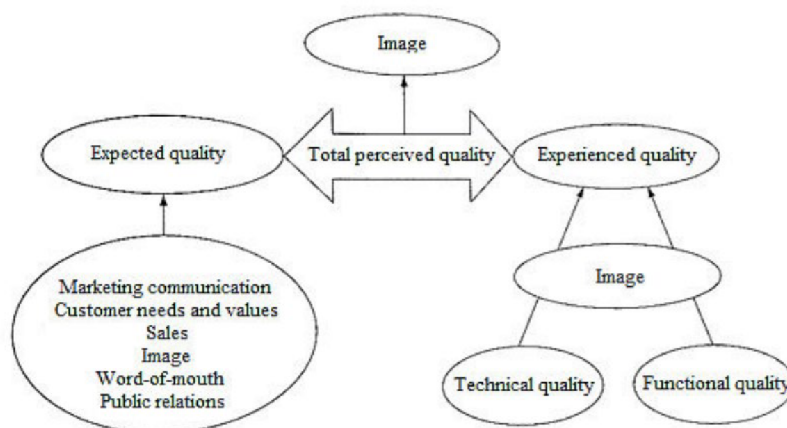 Image
Expected quality
Total perceived quality
Experienced quality
Marketing communication
Customer needs and values
Sales
Image
Word-of-mouth
Public relations
Image
Technical quality
Functional quality